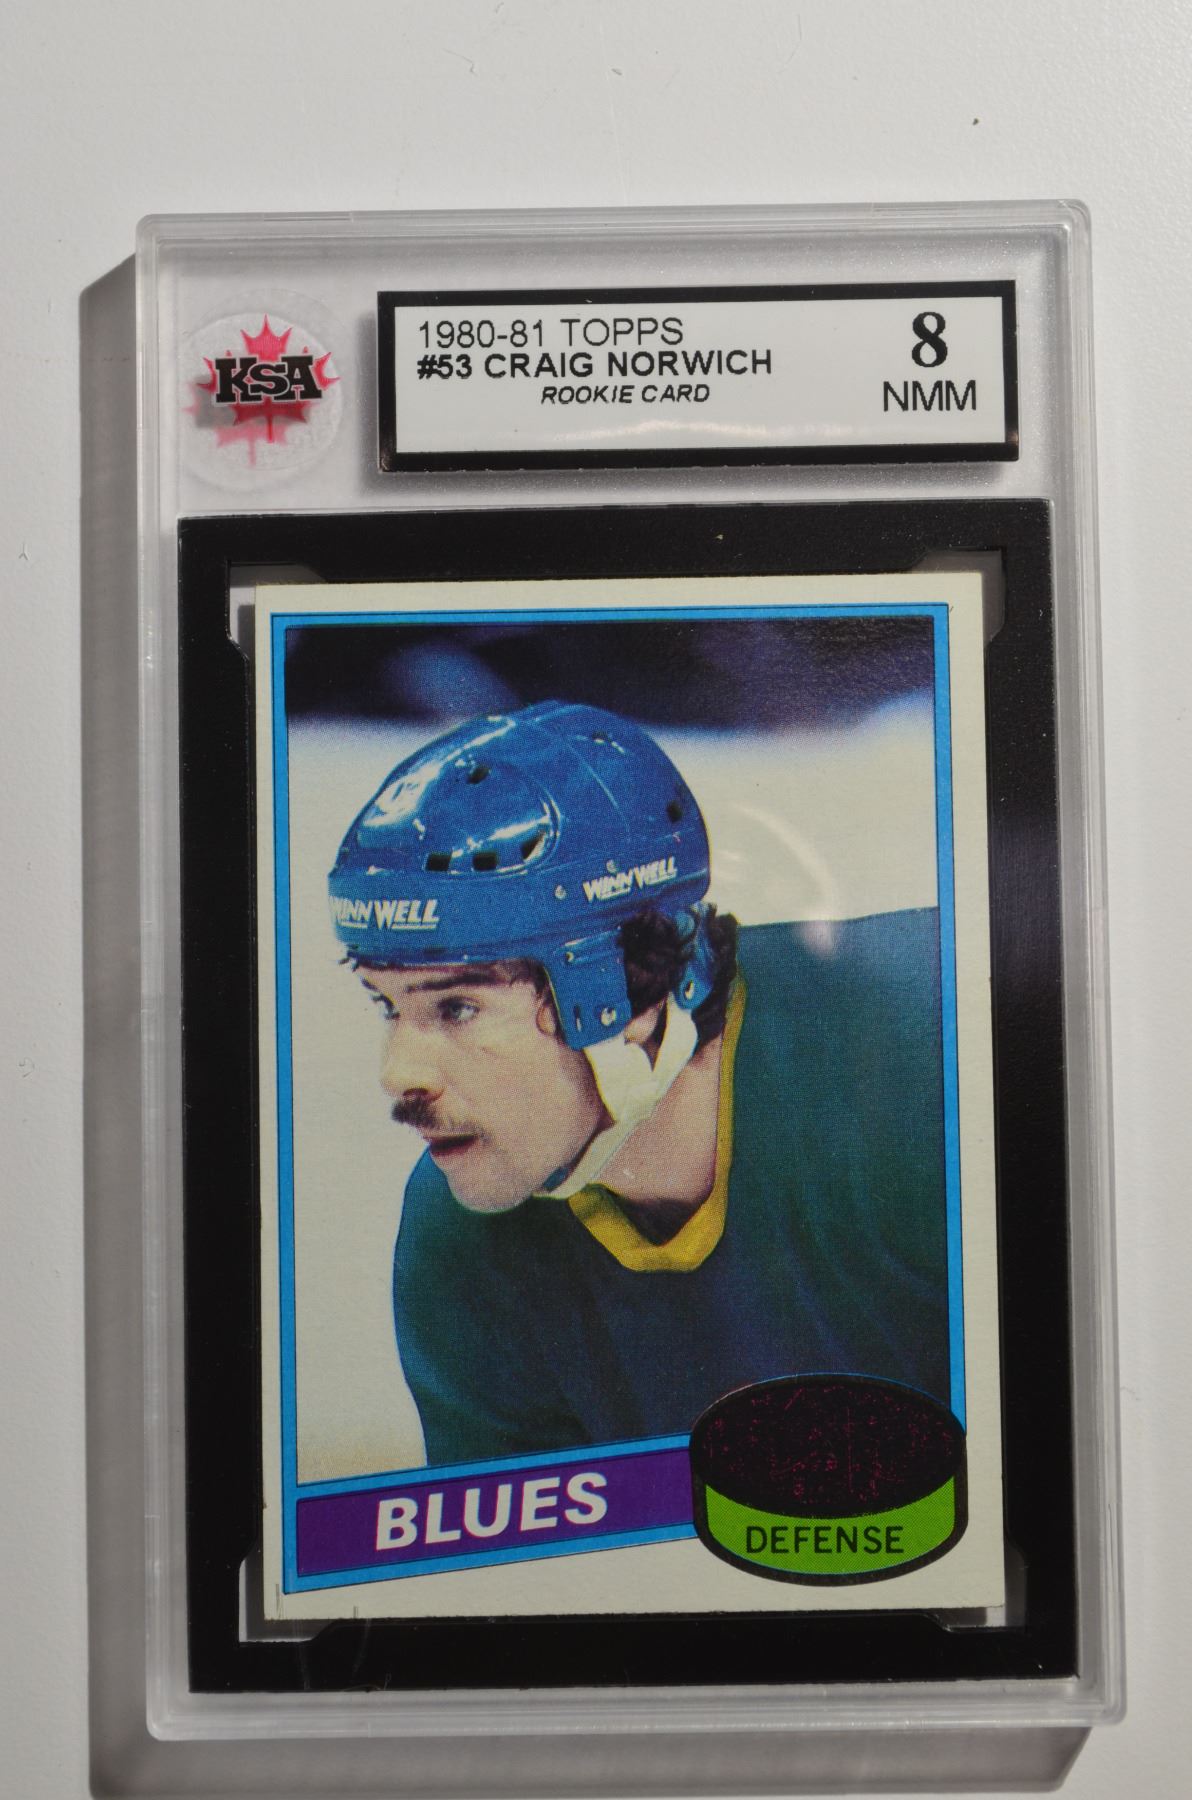 KSA
1980-81 TOPPS
#53 CRAIG NORWICH
ROOKIE CARD
8
NMM
WINNWELL
WINNWELL
BLUES
DEFENSE